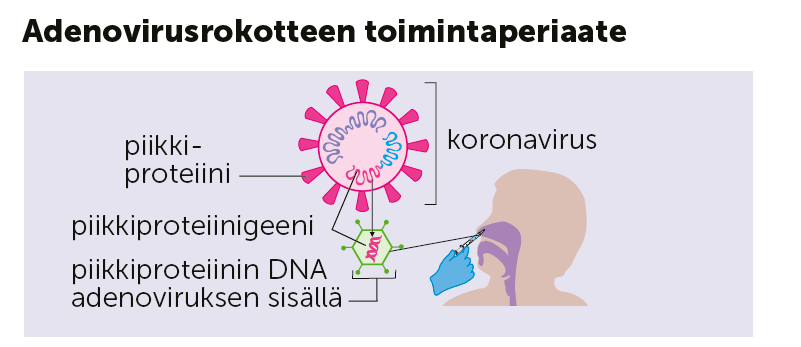 Adenovirusrokotteen toimintaperiaate
piikki-
proteiini
koronavirus
piikkiproteiinigeeni
piikkiproteiinin DNA
adenoviruksen sisällä